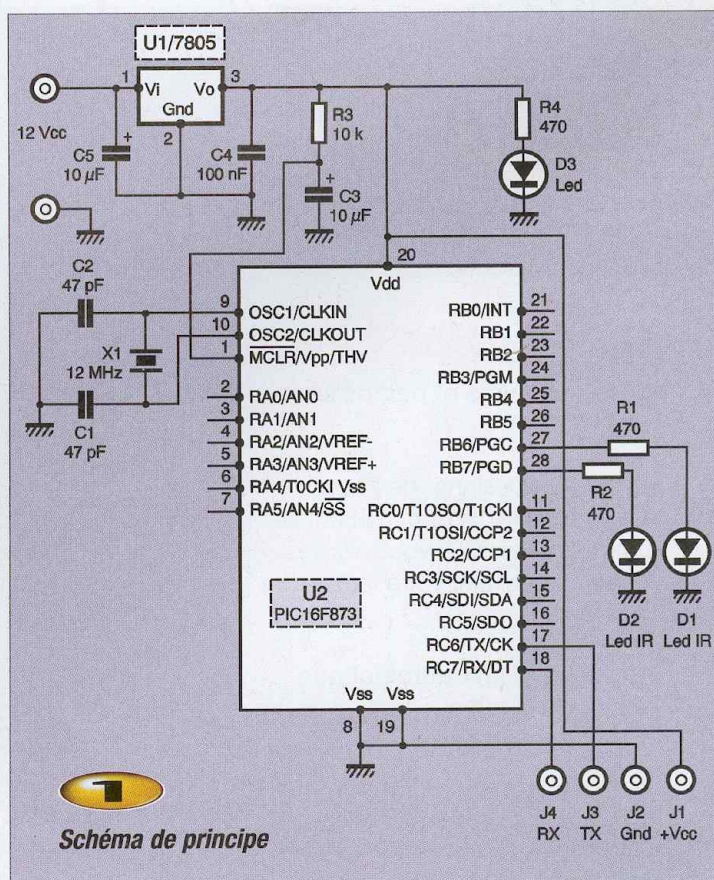 U1/7805
1
Vi
Vo
3
Gnd
2
12 Vcc
C5
10 µF
+
C4
100 nF
R3
10 k
C3
10 µF
+
R4
470
D3
Led
C2
47 pF
X1
12 MHz
C1
47 pF
20
Vdd
9
OSC1/CLKIN
10
OSC2/CLKOUT
1
MCLR/Vpp/THV
2
RA0/AN0
3
RA1/AN1
4
RA2/AN2/VREF-
5
RA3/AN3/VREF+
6
RA4/T0CKI Vss
7
RA5/AN4/SS
RB0/INT
21
RB1
22
RB2
23
RB3/PGM
24
RB4
25
RB5
26
RB6/PGC
27
RB7/PGD
28
RC0/T1OSO/T1CKI
11
RC1/T1OSI/CCP2
12
RC2/CCP1
13
RC3/SCK/SCL
14
RC4/SDI/SDA
15
RC5/SDO
16
RC6/TX/CK
17
RC7/RX/DT
18
U2
PIC16F873
Vss
Vss
8
19
R1
470
R2
470
D2
Led IR
D1
Led IR
J4
RX
J3
TX
J2
Gnd
J1
+Vcc
1
Schéma de principe